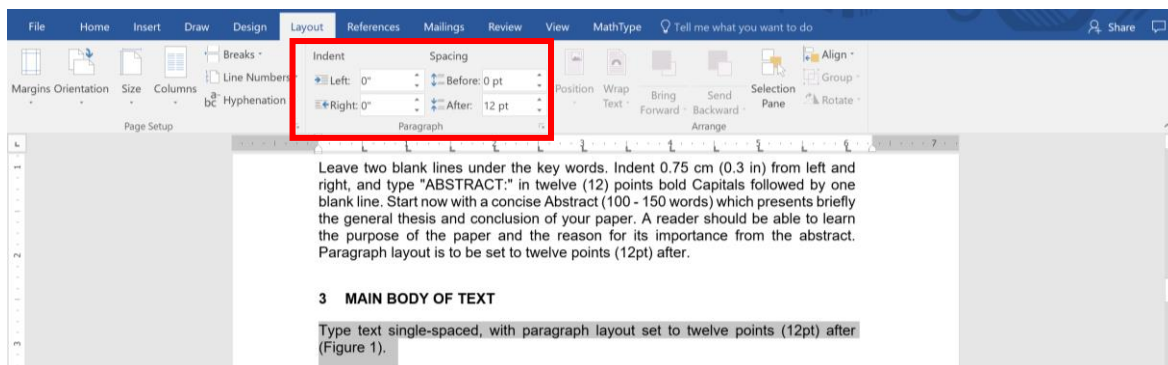 File Home Insert Draw Design Layout References Mailings Review View MathType Tell me what you want to do Share
Margins Orientation Size Columns
Breaks
Line Numbers
Hyphenation
Page Setup
Indent Spacing
Left: 0" Before: 0 pt
Right: 0" After: 12 pt
Paragraph
Position Wrap Text Bring Forward Send Backward Selection Pane
Align
Group
Rotate
Arrange
1 2 3 4 5 6 7
Leave two blank lines under the key words. Indent 0.75 cm (0.3 in) from left and
right, and type "ABSTRACT:" in twelve (12) points bold Capitals followed by one
blank line. Start now with a concise Abstract (100 - 150 words) which presents briefly
the general thesis and conclusion of your paper. A reader should be able to learn
the purpose of the paper and the reason for its importance from the abstract.
Paragraph layout is to be set to twelve points (12pt) after.
3 MAIN BODY OF TEXT
Type text single-spaced, with paragraph layout set to twelve points (12pt) after
(Figure 1).